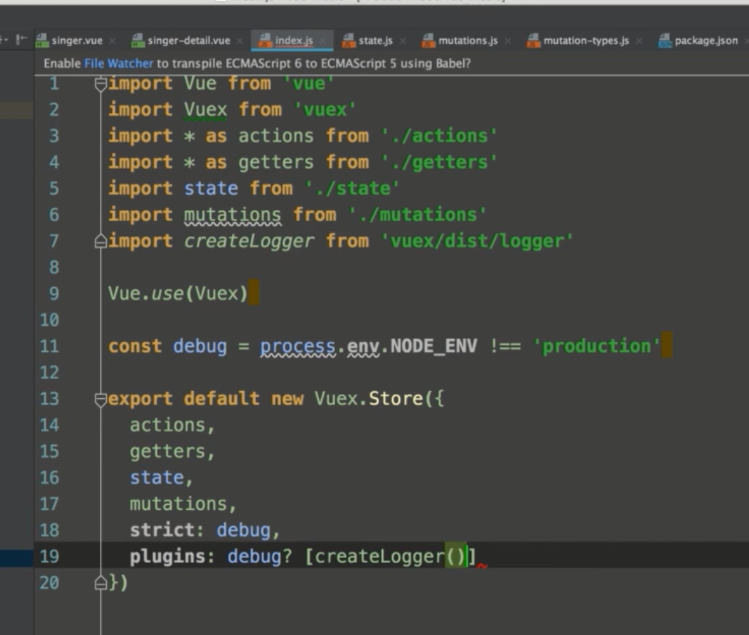 singer.vue singer-detail.vue index.js state.js mutations.js mutation-types.js package.json
Enable File Watcher to transpile ECMAScript 6 to ECMAScript 5 using Babel?
1 import Vue from 'vue'
2 import Vuex from 'vuex'
3 import * as actions from './actions'
4 import * as getters from './getters'
5 import state from './state'
6 import mutations from './mutations'
7 import createLogger from 'vuex/dist/logger'
8
9 Vue.use(Vuex)
10
11 const debug = process.env.NODE_ENV !== 'production'
12
13 export default new Vuex.Store({
14 actions,
15 getters,
16 state,
17 mutations,
18 strict: debug,
19 plugins: debug? [createLogger()]
20 })